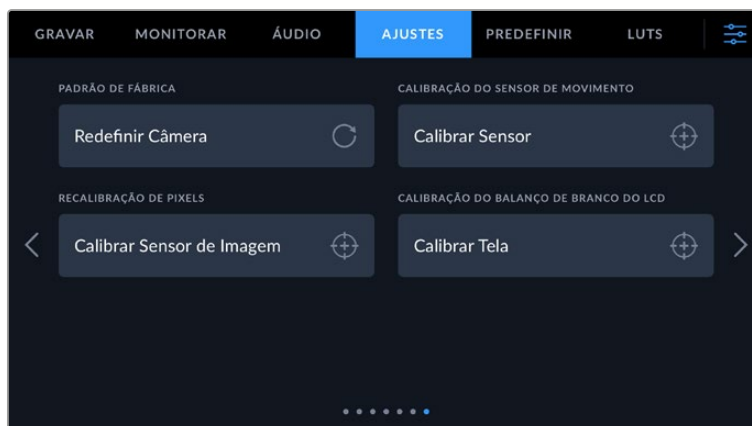 GRAVAR MONITORAR ÁUDIO AJUSTES PREDEFINIR LUTS
PADRÃO DE FÁBRICA
Redefinir Câmera
CALIBRAÇÃO DO SENSOR DE MOVIMENTO
Calibrar Sensor
RECALIBRAÇÃO DE PIXELS
Calibrar Sensor de Imagem
CALIBRAÇÃO DO BALANÇO DE BRANCO DO LCD
Calibrar Tela